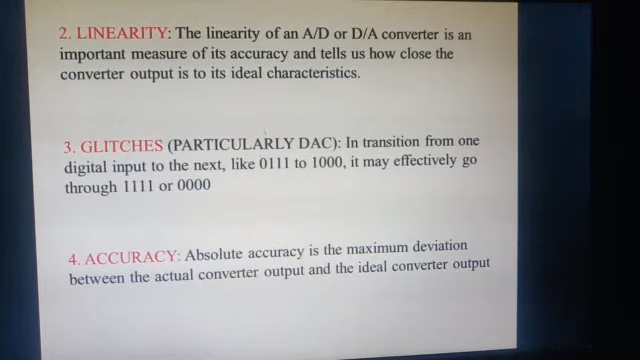 2. LINEARITY: The linearity of an A/D or D/A converter is an
important measure of its accuracy and tells us how close the
converter output is to its ideal characteristics.
3. GLITCHES (PARTICULARLY DAC): In transition from one
digital input to the next, like 0111 to 1000, it may effectively go
through 1111 or 0000
4. ACCURACY: Absolute accuracy is the maximum deviation
between the actual converter output and the ideal converter output